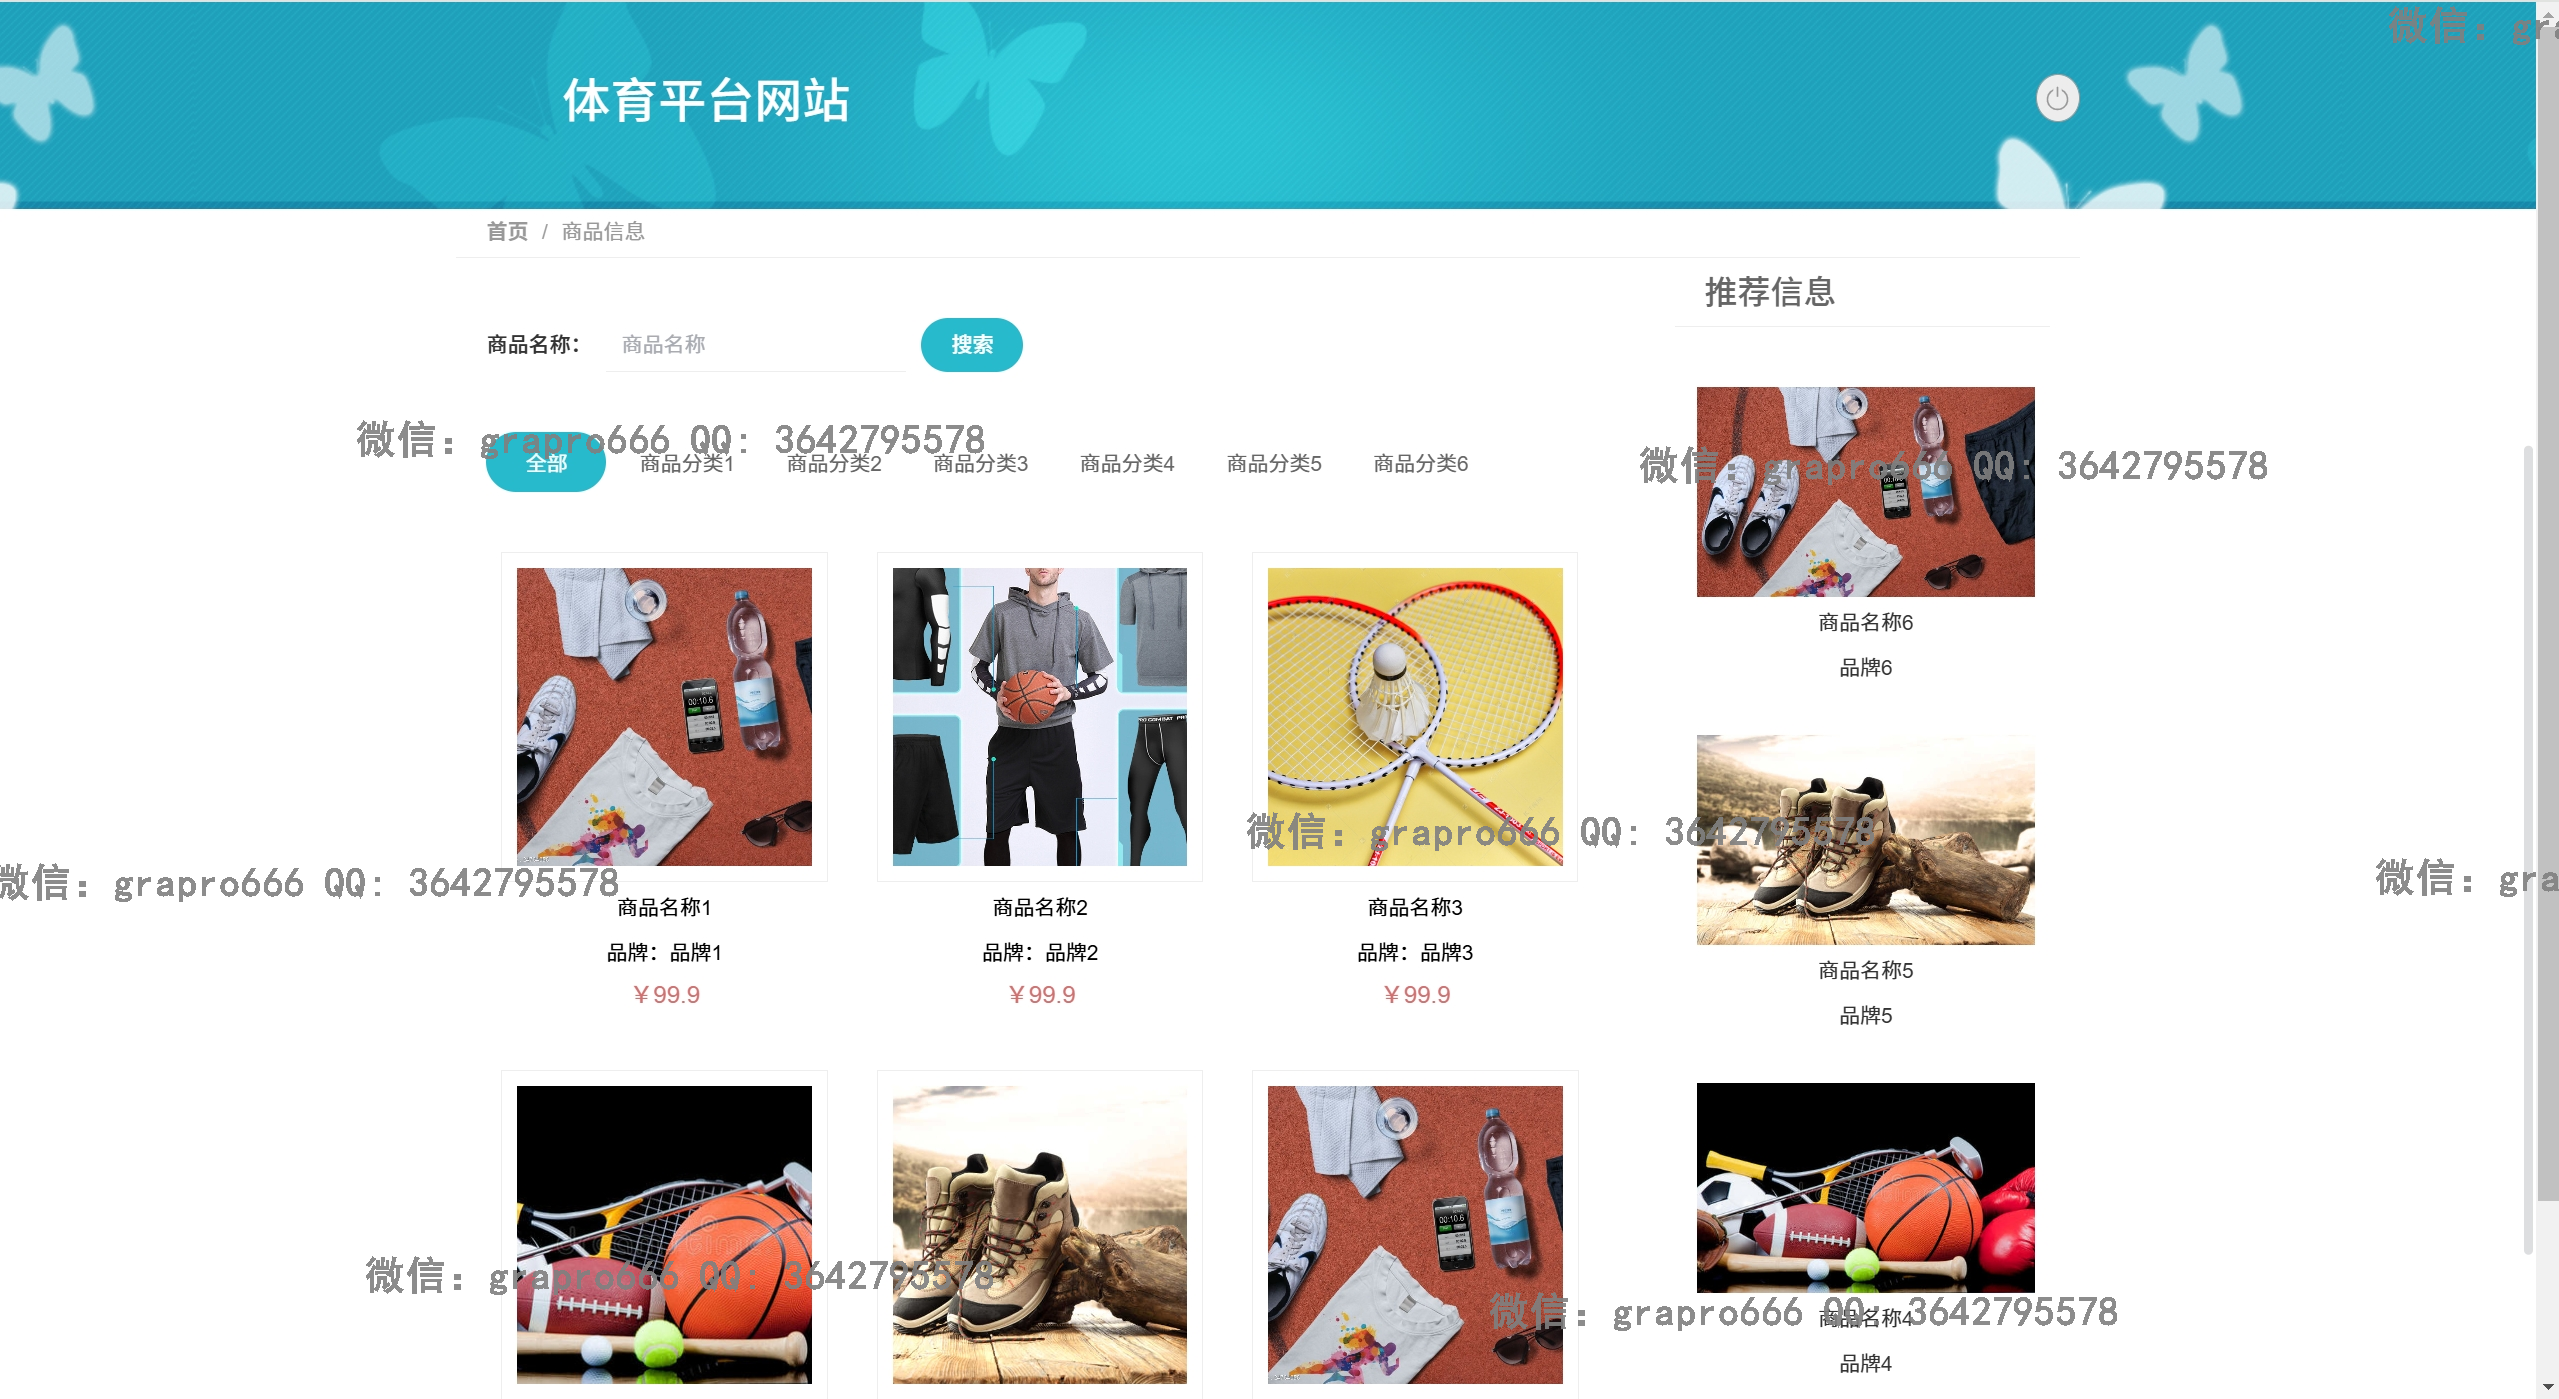 体育平台网站
微信: gra
首页 / 商品信息
推荐信息
商品名称: 商品名称 搜索
微信: grapro666 QQ: 3642795578
全部 商品分类1 商品分类2 商品分类3 商品分类4 商品分类5 商品分类6
微信: grapro666 QQ: 3642795578
商品名称6
品牌6
微信: grapro666 QQ: 3642795578
微信: grapro666 QQ: 3642795578
微信: gra
商品名称1
品牌：品牌1
￥99.9
商品名称2
品牌：品牌2
￥99.9
商品名称3
品牌：品牌3
￥99.9
商品名称5
品牌5
微信: grapro666 QQ: 3642795578
微信: grapro666 QQ: 3642795578
商品名称4
品牌4